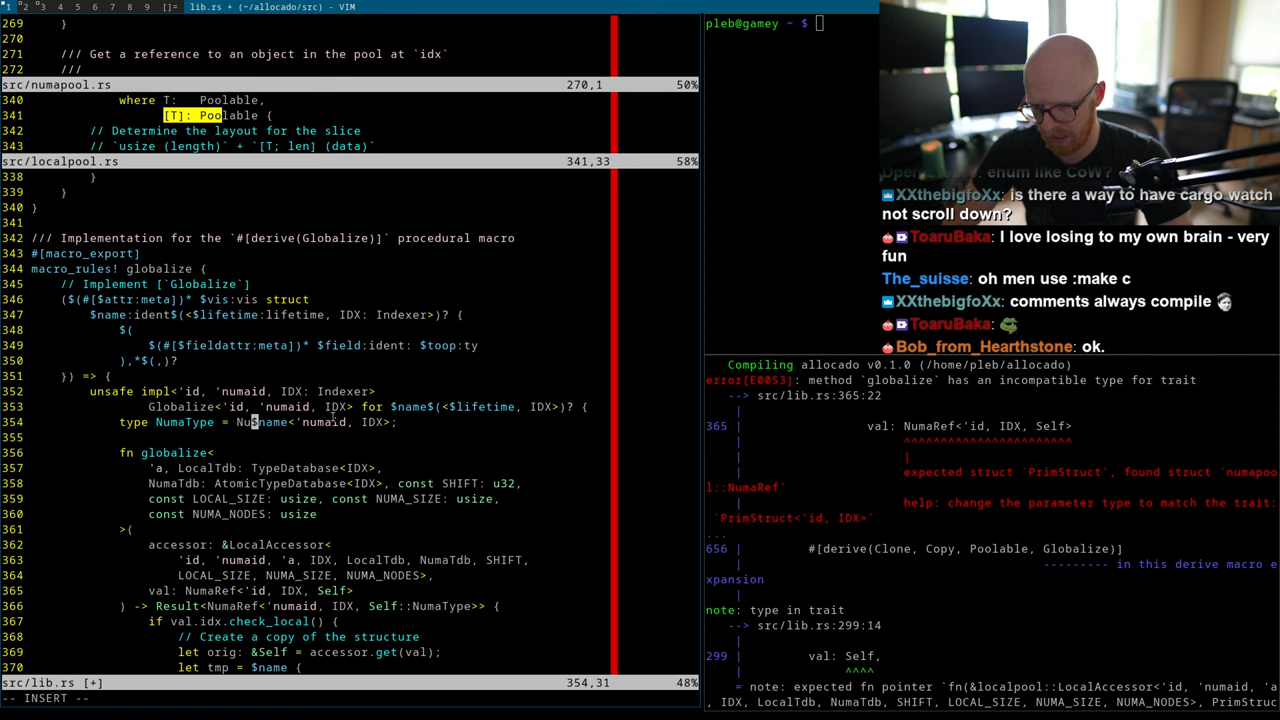 1 2 3 4 5 6 7 8 9 []= lib.rs + (~/allocado/src) - VIM
269 }
270
271 /// Get a reference to an object in the pool at `idx`
272 ///
src/numapool.rs 270,1 50%
340 where T: Poolable,
341 [T]: Poolable {
342 // Determine the layout for the slice
343 // `usize (length)` + `[T; len] (data)`
src/localpool.rs 341,33 58%
338 }
339 }
340 }
341
342 /// Implementation for the `#[derive(Globalize)]` procedural macro
343 #[macro_export]
344 macro_rules! globalize {
345 // Implement [`Globalize`]
346 ($(#[$attr:meta])* $vis:vis struct
347 $name:ident$(<$lifetime:lifetime, IDX: Indexer>)? {
348 $(
349 $(#[$fieldattr:meta])* $field:ident: $toop:ty
350 ),*$(,)?
351 }) => {
352 unsafe impl<'id, 'numaid, IDX: Indexer>
353 Globalize<'id, 'numaid, IDX> for $name$(<$lifetime, IDX>)? {
354 type NumaType = Nu$name<'numaid, IDX>;
355
356 fn globalize<
357 'a, LocalTdb: TypeDatabase<IDX>,
358 NumaTdb: AtomicTypeDatabase<IDX>, const SHIFT: u32,
359 const LOCAL_SIZE: usize, const NUMA_SIZE: usize,
360 const NUMA_NODES: usize
361 >(
362 accessor: &LocalAccessor<
363 'id, 'numaid, 'a, IDX, LocalTdb, NumaTdb, SHIFT,
364 LOCAL_SIZE, NUMA_SIZE, NUMA_NODES>,
365 val: NumaRef<'id, IDX, Self>
366 ) -> Result<NumaRef<'numaid, IDX, Self::NumaType>> {
367 if val.idx.check_local() {
368 // Create a copy of the structure
369 let orig: &Self = accessor.get(val);
370 let tmp = $name {
src/lib.rs [+] 354,31 48%
-- INSERT --
pleb@gamey ~ $
enum like CoW?
XXthebigfoXx: is there a way to have cargo watch
not scroll down?
ToaruBaka: I love losing to my own brain - very
fun
The_suisse: oh men use :make c
XXthebigfoXx: comments always compile
ToaruBaka:
Bob_from_Hearthstone: ok.
Compiling allocado v0.1.0 (/home/pleb/allocado)
error[E0053]: method `globalize` has an incompatible type for trait
--> src/lib.rs:365:22
|
365 | val: NumaRef<'id, IDX, Self>
| ^^^^^^^^^^^^^^^^^^^^^^^
| |
| expected struct `PrimStruct`, found struct `numapoo
l::NumaRef`
| help: change the parameter type to match the trait:
`PrimStruct<'id, IDX>`
...
656 | #[derive(Clone, Copy, Poolable, Globalize)]
| --------- in this derive macro e
xpansion
|
note: type in trait
--> src/lib.rs:299:14
|
299 | val: Self,
| ^^^^
= note: expected fn pointer `fn(&localpool::LocalAccessor<'id, 'numaid, 'a
, IDX, LocalTdb, NumaTdb, SHIFT, LOCAL_SIZE, NUMA_SIZE, NUMA_NODES>, PrimStruc